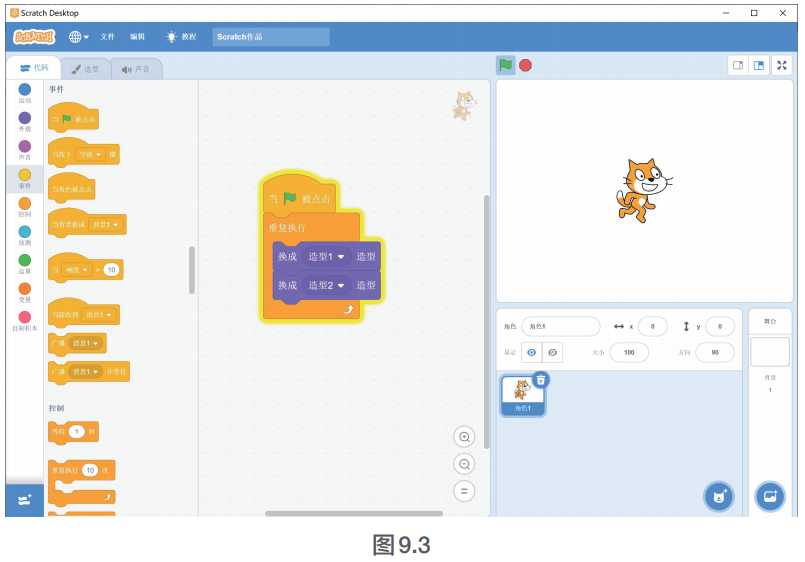 Scratch Desktop
SCRATCH 文件 编辑 教程 Scratch作品
代码 造型 声音
运动
外观
声音
事件
控制
侦测
运算
变量
自制积木
事件
当 被点击
当按下 空格 键
当角色被点击
当背景换成 背景1
当 响度 > 10
当接收到 消息1
广播 消息1
广播 消息1 并等待
控制
等待 1 秒
重复执行 10 次
当 被点击
重复执行
换成 造型1 造型
换成 造型2 造型
角色 角色1 x 0 y 0
显示 大小 100 方向 90
角色1
舞台
背景
1
图9.3